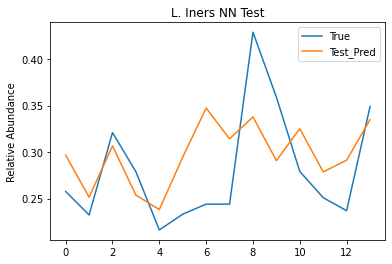 L. Iners NN Test
True
Test_Pred
Relative Abundance
0.40
0.35
0.30
0.25
0 2 4 6 8 10 12